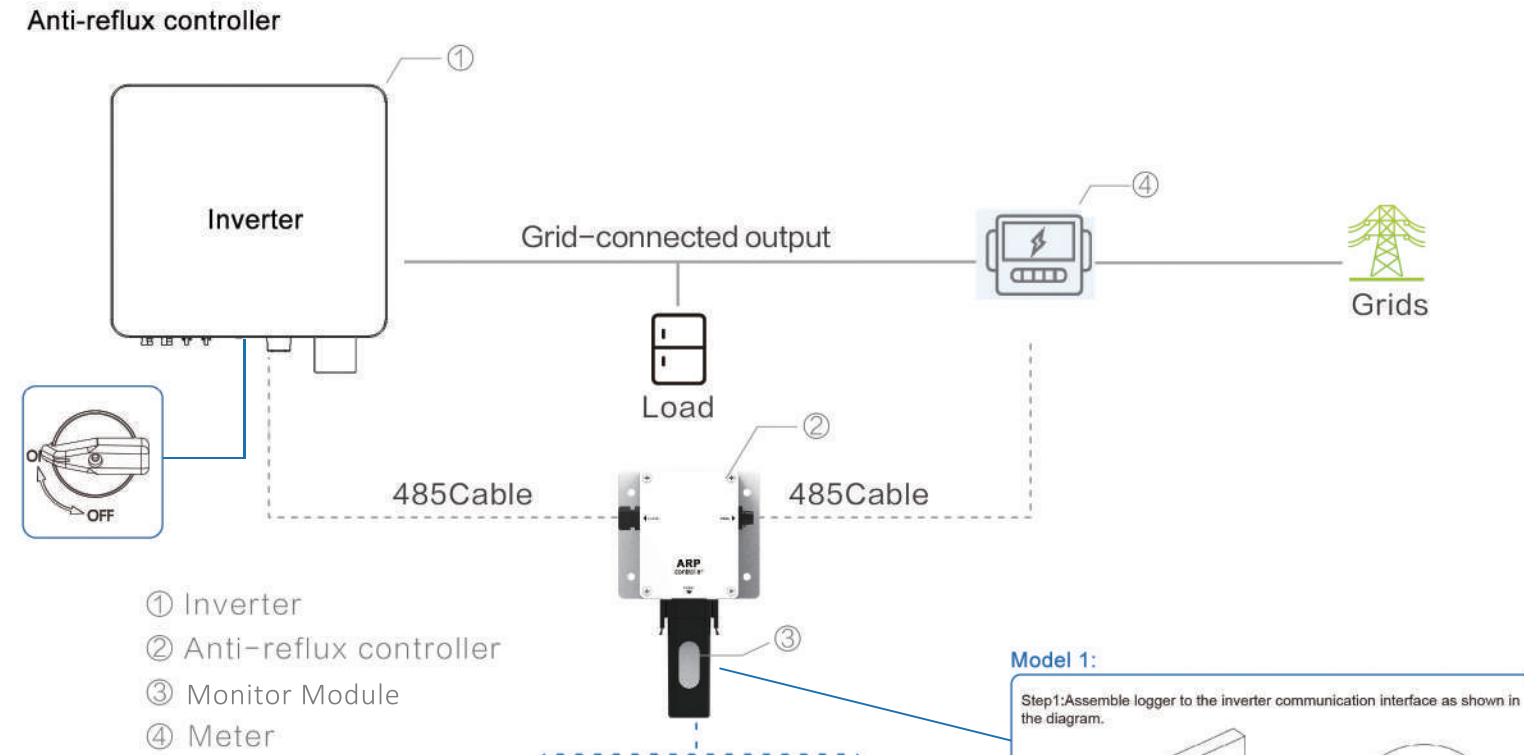 Anti-reflux controller
①
④
Inverter
Grid-connected output
Grids
Load
②
OFF
485Cable
485Cable
ARP
③
① Inverter
② Anti-reflux controller
③ Monitor Module
④ Meter
Model 1:
Step1:Assemble logger to the inverter communication interface as shown in
the diagram.